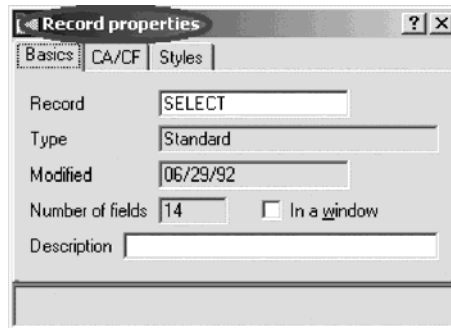 Record properties ? ×
Basics CA/CF Styles
Record SELECT
Type Standard
Modified 06/29/92
Number of fields 14 In a window
Description